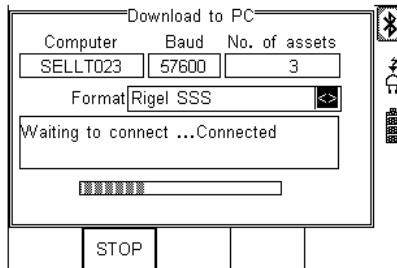 Download to PC
Computer Baud No. of assets
SELLT023 57600 3
Format Rigel SSS <>
Waiting to connect ...Connected
STOP